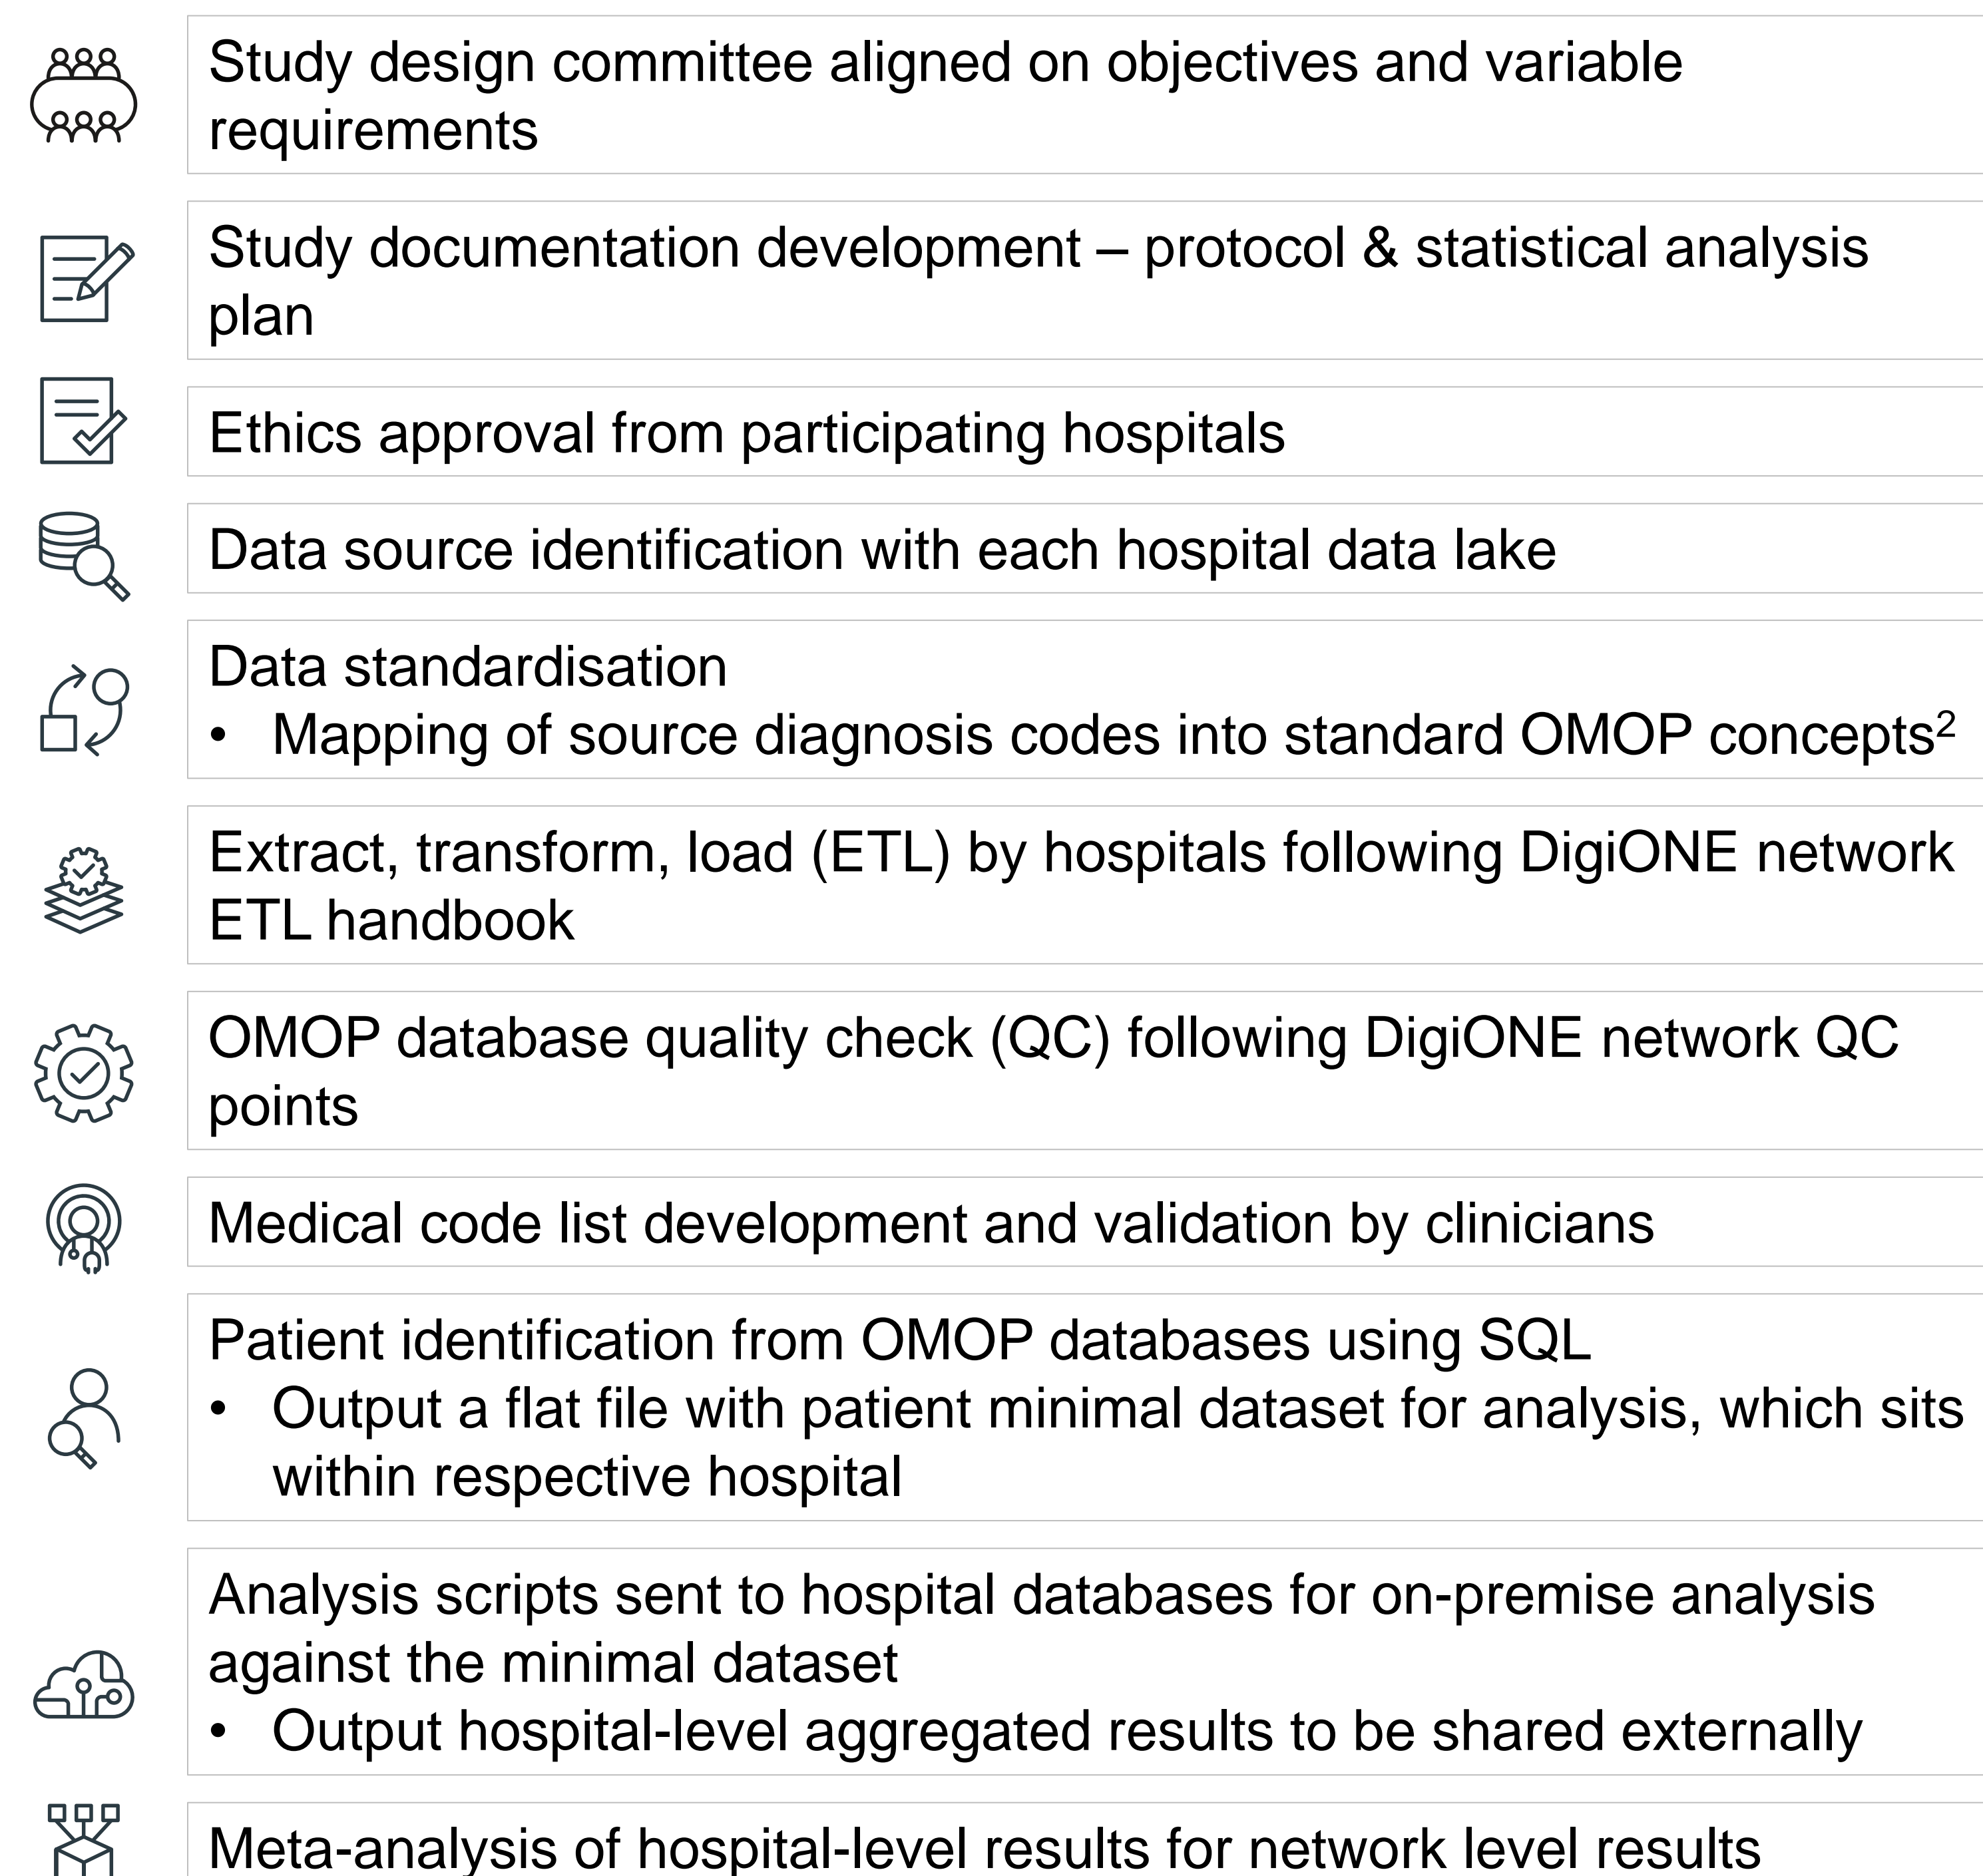 Study design committee aligned on objectives and variable
requirements
Study documentation development – protocol & statistical analysis
plan
Ethics approval from participating hospitals
Data source identification with each hospital data lake
Data standardisation
• Mapping of source diagnosis codes into standard OMOP concepts²
Extract, transform, load (ETL) by hospitals following DigiONE network
ETL handbook
OMOP database quality check (QC) following DigiONE network QC
points
Medical code list development and validation by clinicians
Patient identification from OMOP databases using SQL
• Output a flat file with patient minimal dataset for analysis, which sits
within respective hospital
Analysis scripts sent to hospital databases for on-premise analysis
against the minimal dataset
• Output hospital-level aggregated results to be shared externally
Meta-analysis of hospital-level results for network level results